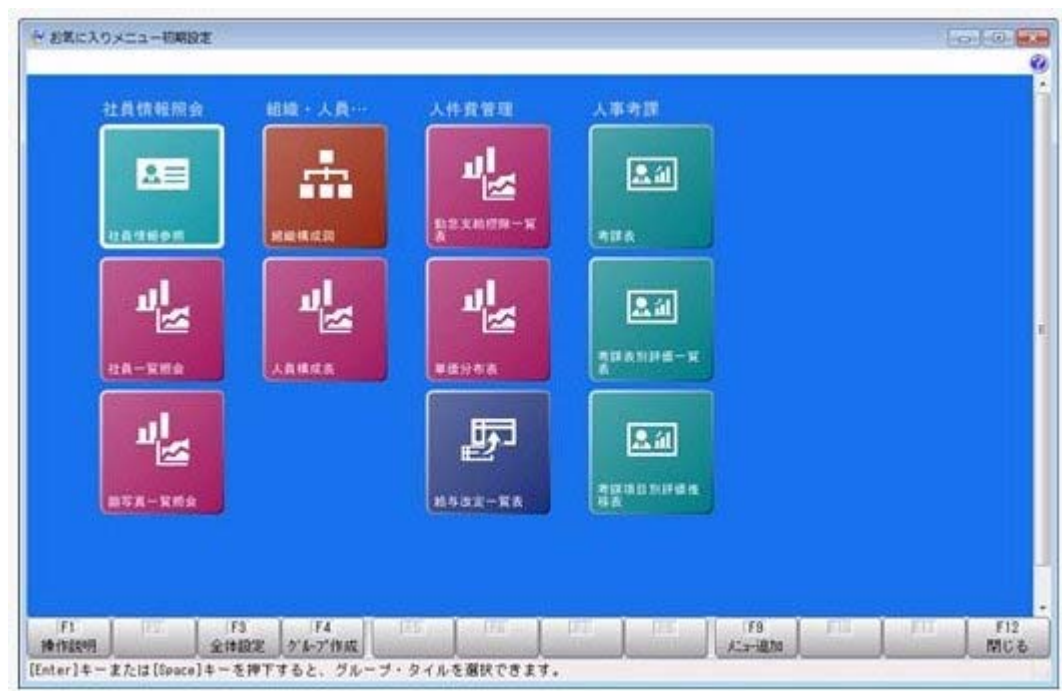 お気に入りメニュー初期設定
社員情報照会 組織・人員… 人件費管理 人事考課
社員情報参照 組織構成図 勤怠支給控除一覧表 考課表
社員一覧照会 人員構成表 単価分布表 考課表別評価一覧表
顔写真一覧照会 給与改定一覧表 考課項目別評価推移表
F1 F2 F3 F4 F5 F6 F7 F8 F9 F10 F11 F12
操作説明 全体設定 グループ作成 メニュー追加 閉じる
[Enter]キーまたは[Space]キーを押下すると、グループ・タイルを選択できます。